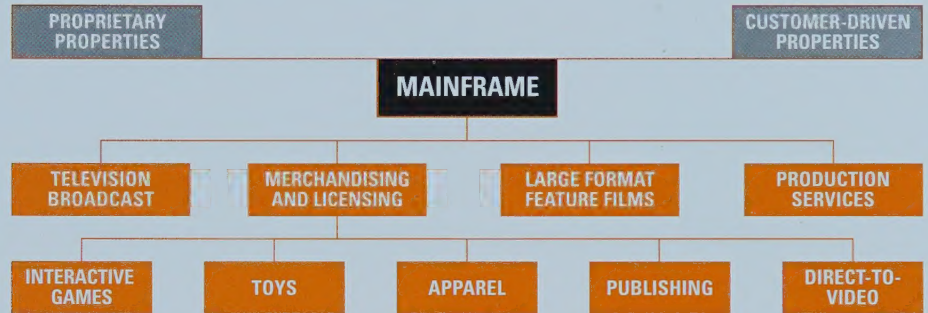 PROPRIETARY
PROPERTIES
CUSTOMER-DRIVEN
PROPERTIES
MAINFRAME
TELEVISION
BROADCAST
MERCHANDISING
AND LICENSING
LARGE FORMAT
FEATURE FILMS
PRODUCTION
SERVICES
INTERACTIVE
GAMES
TOYS
APPAREL
PUBLISHING
DIRECT-TO-
VIDEO